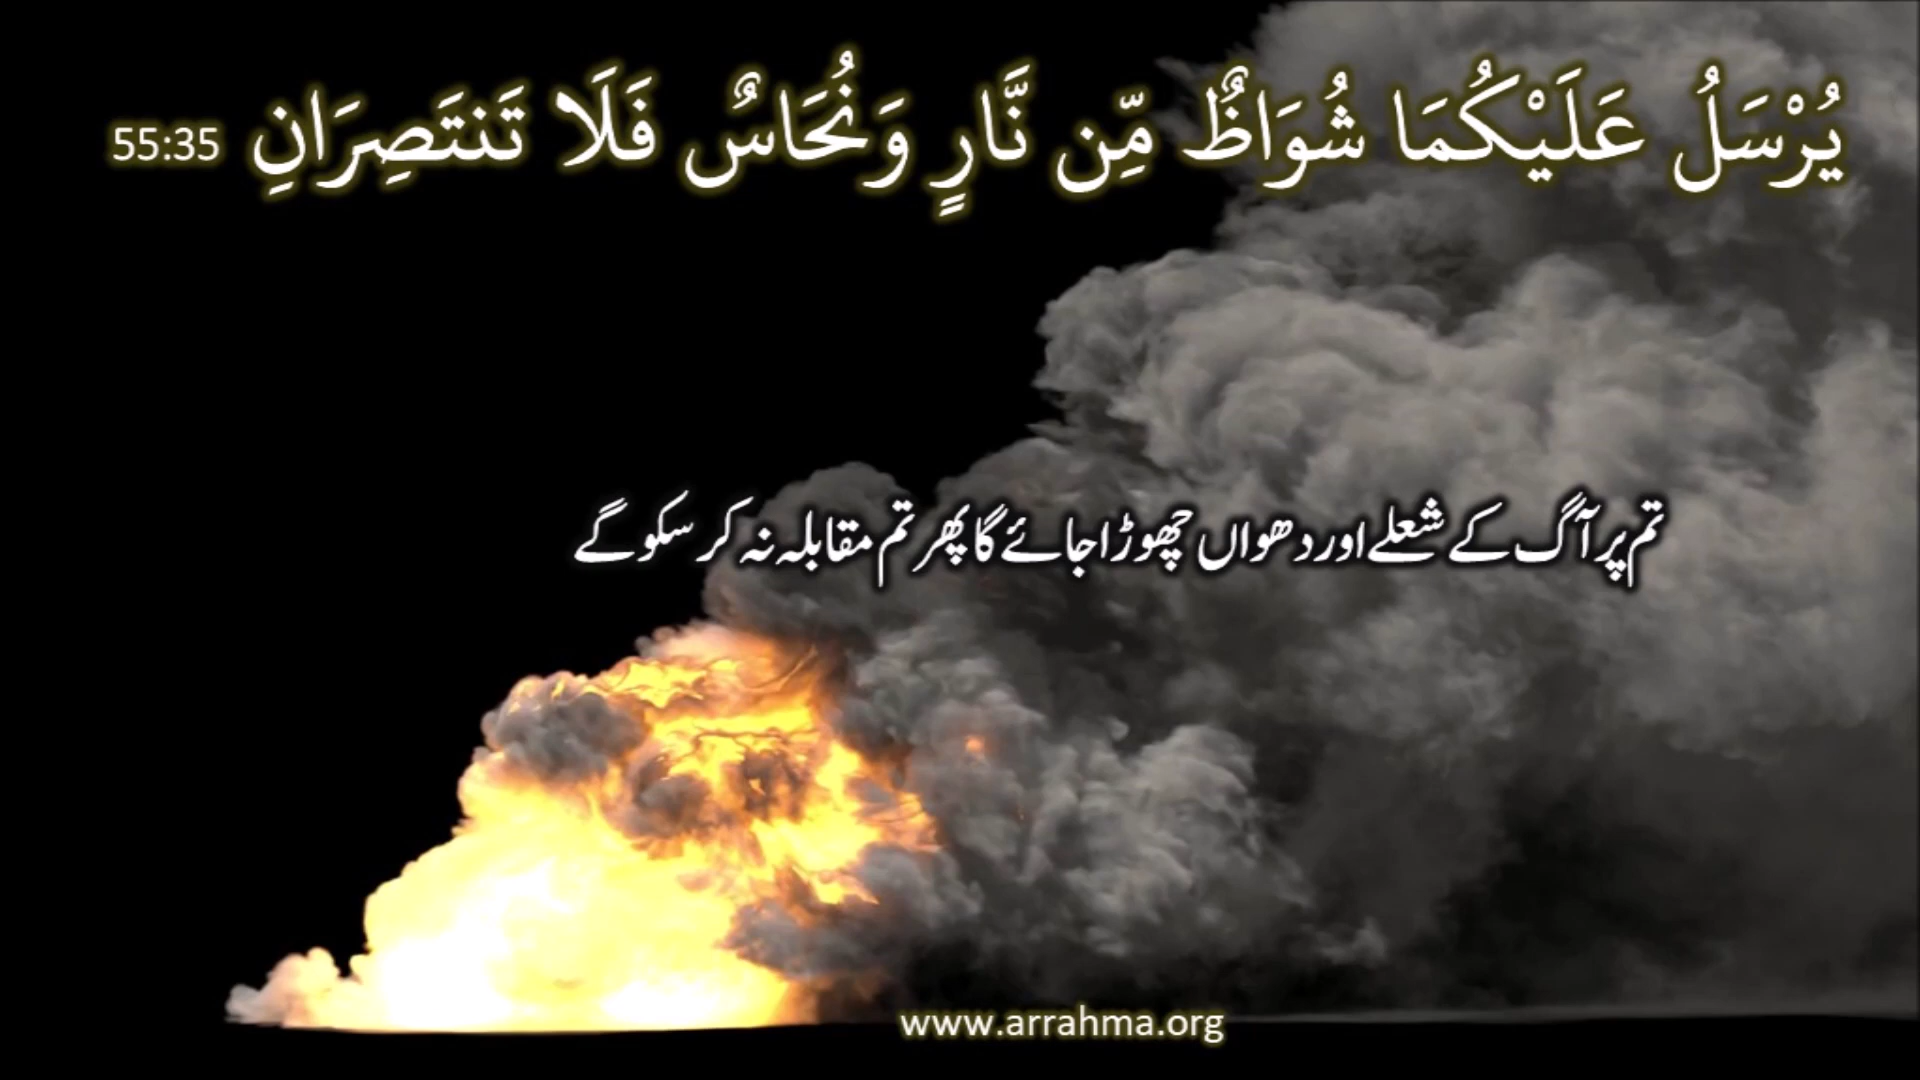 يُرْسَلُ عَلَيْكُمَا شُوَاظٌ مِّن نَّارٍ وَنُحَاسٌ فَلَا تَنتَصِرَانِ 55:35
تم پر آگ کے شعلے اور دھواں چھوڑا جائے گا پھر تم مقابلہ نہ کر سکو گے
www.arrahma.org